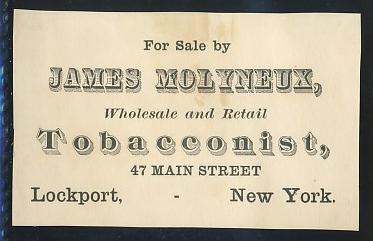 For Sale by
JAMES MOLYNEUX,
Wholesale and Retail
Tobacconist,
47 MAIN STREET
Lockport, - New York.